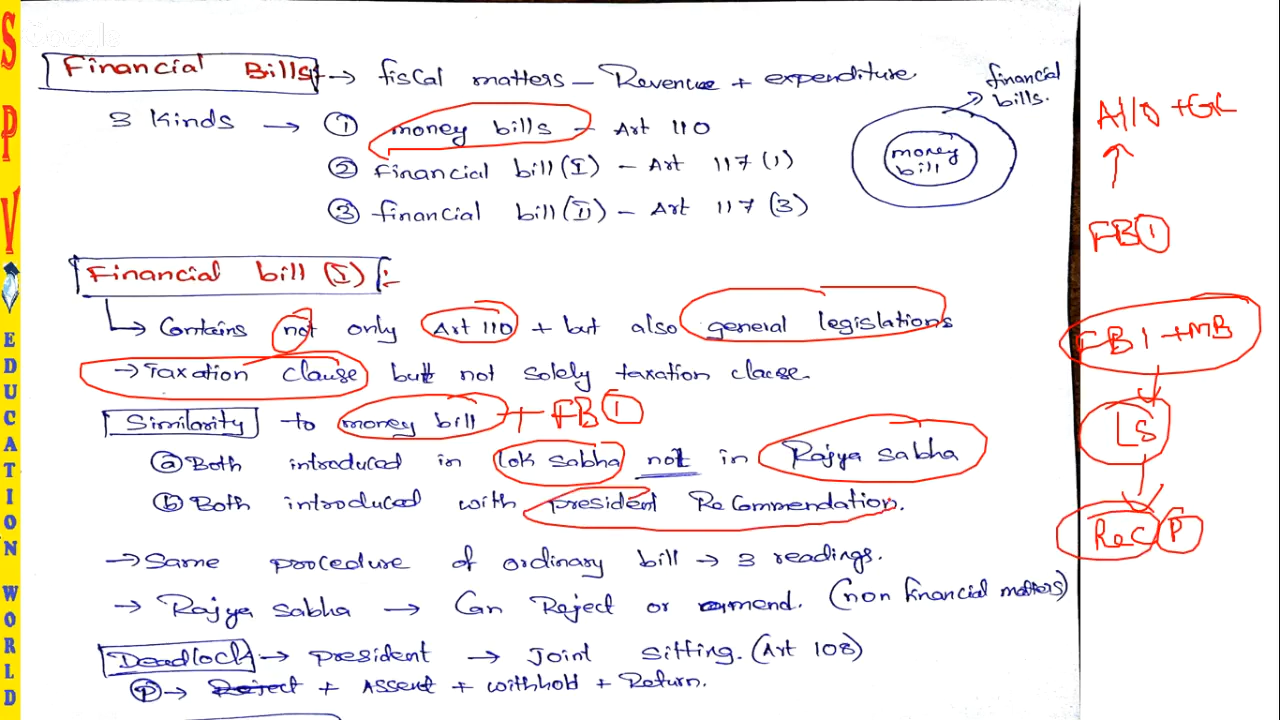 SPV EDUCATION WORLD
Financial Bills → fiscal matters - Revenue + expenditure
3 kinds → ① money bills - Art 110
② Financial bill (I) - Art 117 (1)
③ financial bill (II) - Art 117 (3)
financial bills.
money bill
Financial bill (I) :-
→ Contains not only Art 110 + but also general legislations
→ Taxation clause but not solely taxation clause.
Similarity to money bill + FB ①
ⓐ Both introduced in Lok sabha not in Rajya sabha
ⓑ Both introduced with president Recommendation.
→ Same procedure of ordinary bill → 3 readings.
→ Rajya sabha → Can Reject or amend. (non financial matters)
Deadlock → president → Joint sitting. (Art 108)
Ⓟ → Reject + Assent + withhold + Return.
A110 + GL
↑
FB ①
FB 1 + MB
LS
Rec Ⓟ